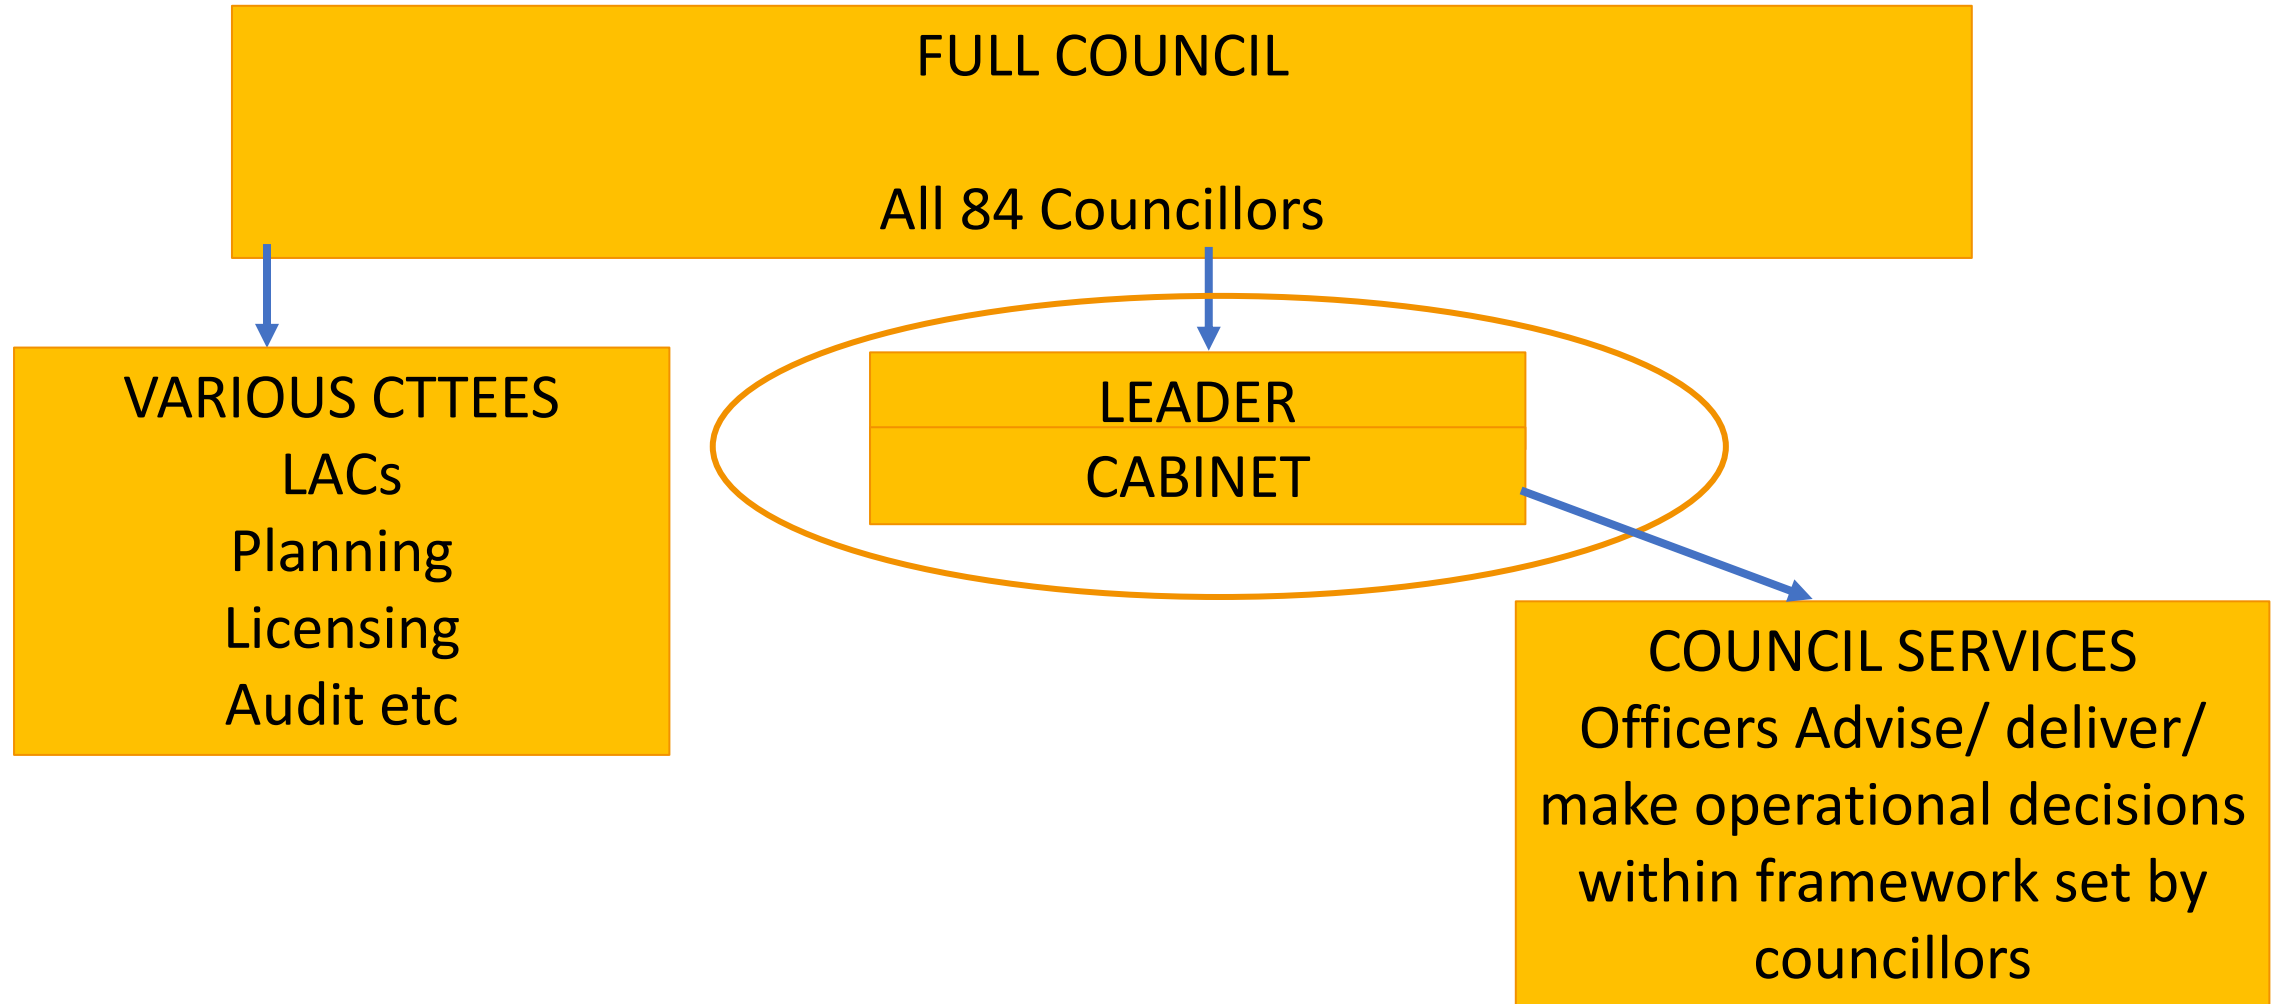 FULL COUNCIL
All 84 Councillors
VARIOUS CTTEES
LACs
Planning
Licensing
Audit etc
LEADER
CABINET
COUNCIL SERVICES
Officers Advise/ deliver/
make operational decisions
within framework set by
councillors